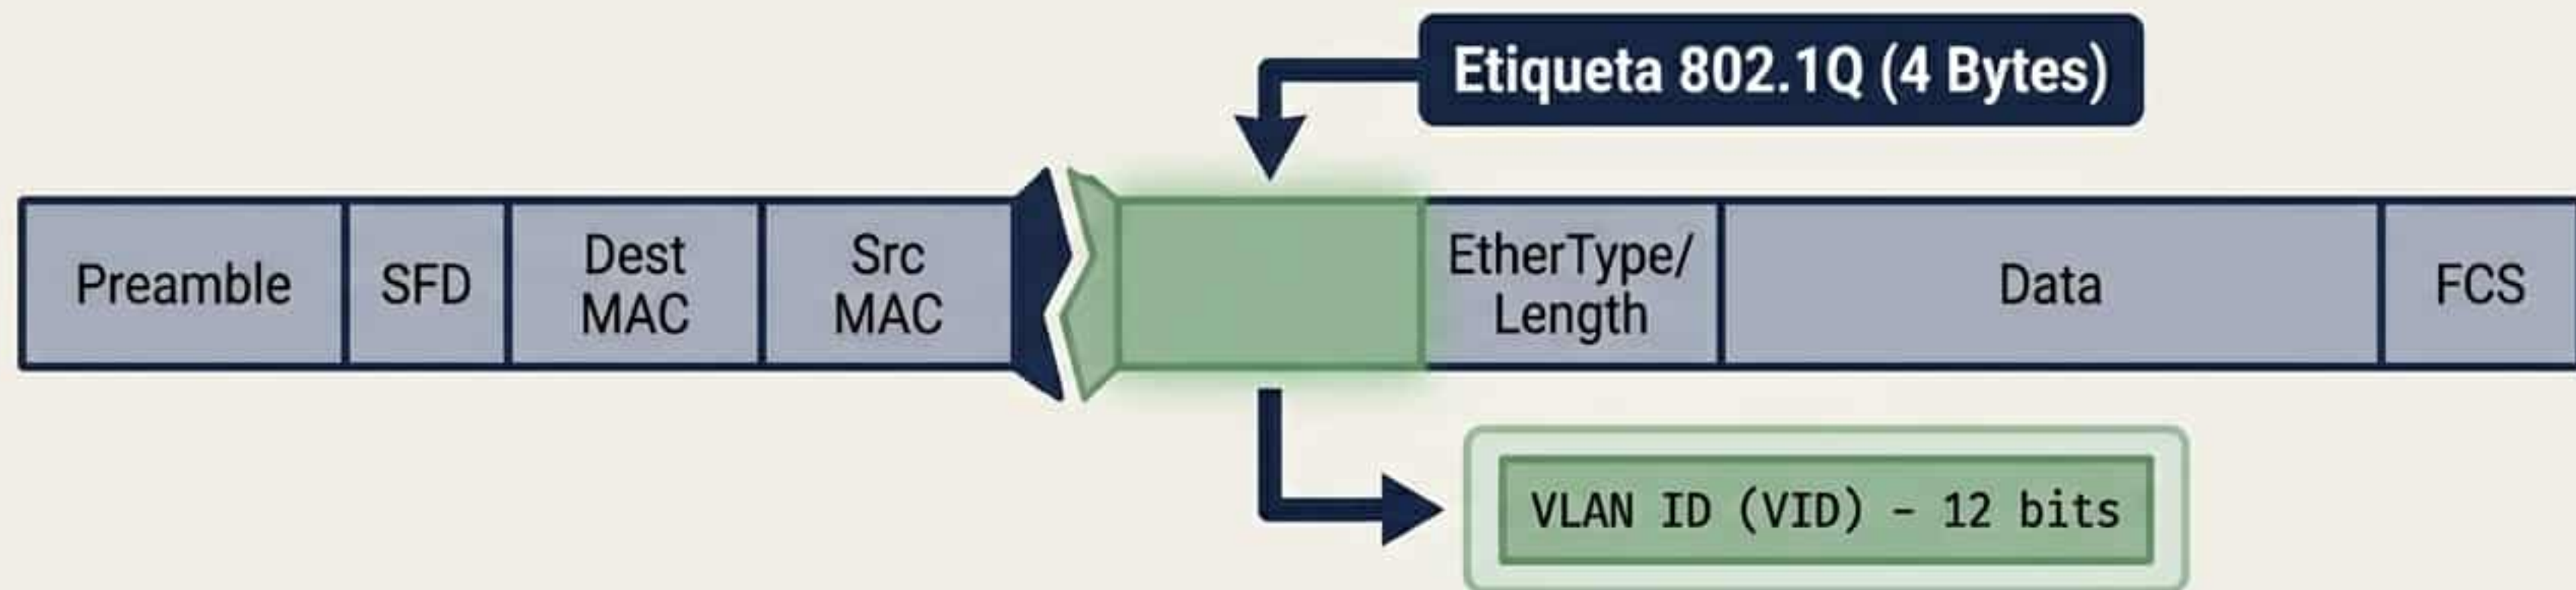 Etiqueta 802.1Q (4 Bytes)
Preamble
SFD
Dest
MAC
Src
MAC
EtherType/
Length
Data
FCS
VLAN ID (VID) – 12 bits